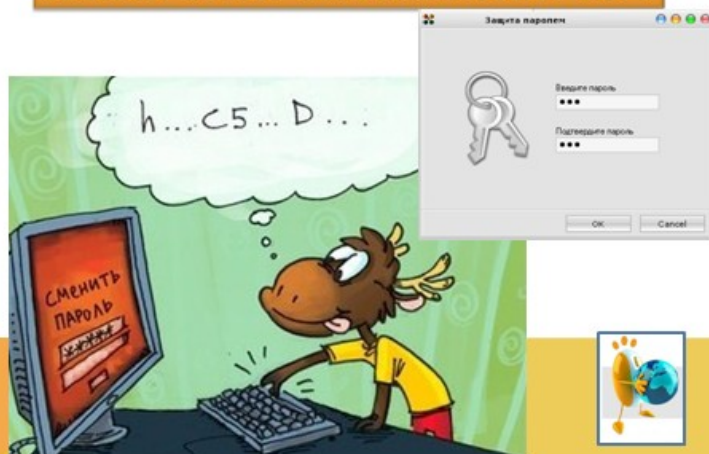 Защита паролем
Введите пароль
Подтвердите пароль
OK
Cancel
h...C5...D...
СМЕНИТЬ
ПАРОЛЬ
*****